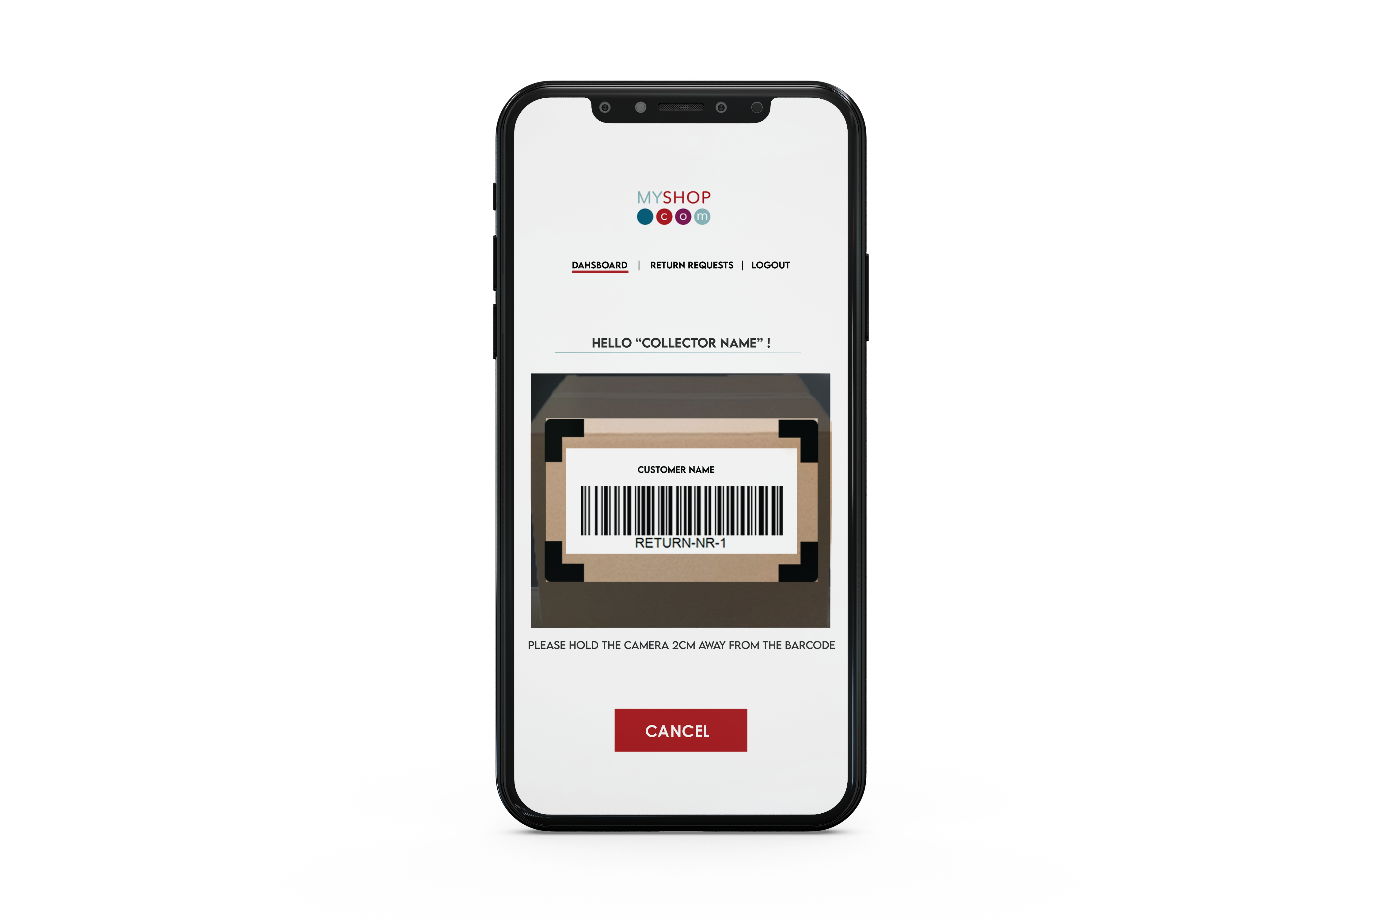 MYSHOP
com
DAHSBOARD | RETURN REQUESTS | LOGOUT
HELLO “COLLECTOR NAME” !
CUSTOMER NAME
RETURN-NR-1
PLEASE HOLD THE CAMERA 2CM AWAY FROM THE BARCODE
CANCEL